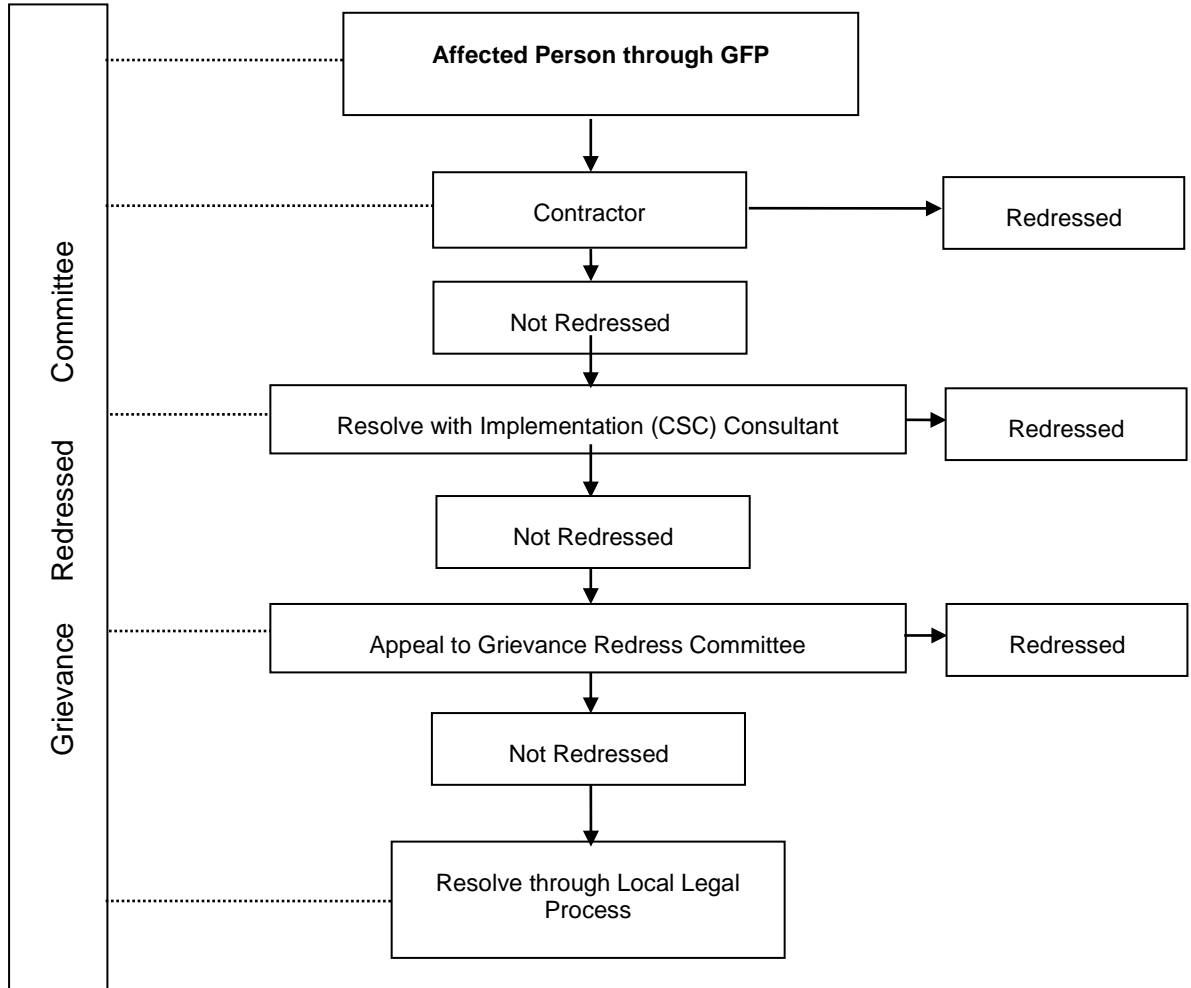 Affected Person through GFP
Contractor
Redressed
Not Redressed
Resolve with Implementation (CSC) Consultant
Redressed
Not Redressed
Appeal to Grievance Redress Committee
Redressed
Not Redressed
Resolve through Local Legal
Process
Grievance Redressed Committee